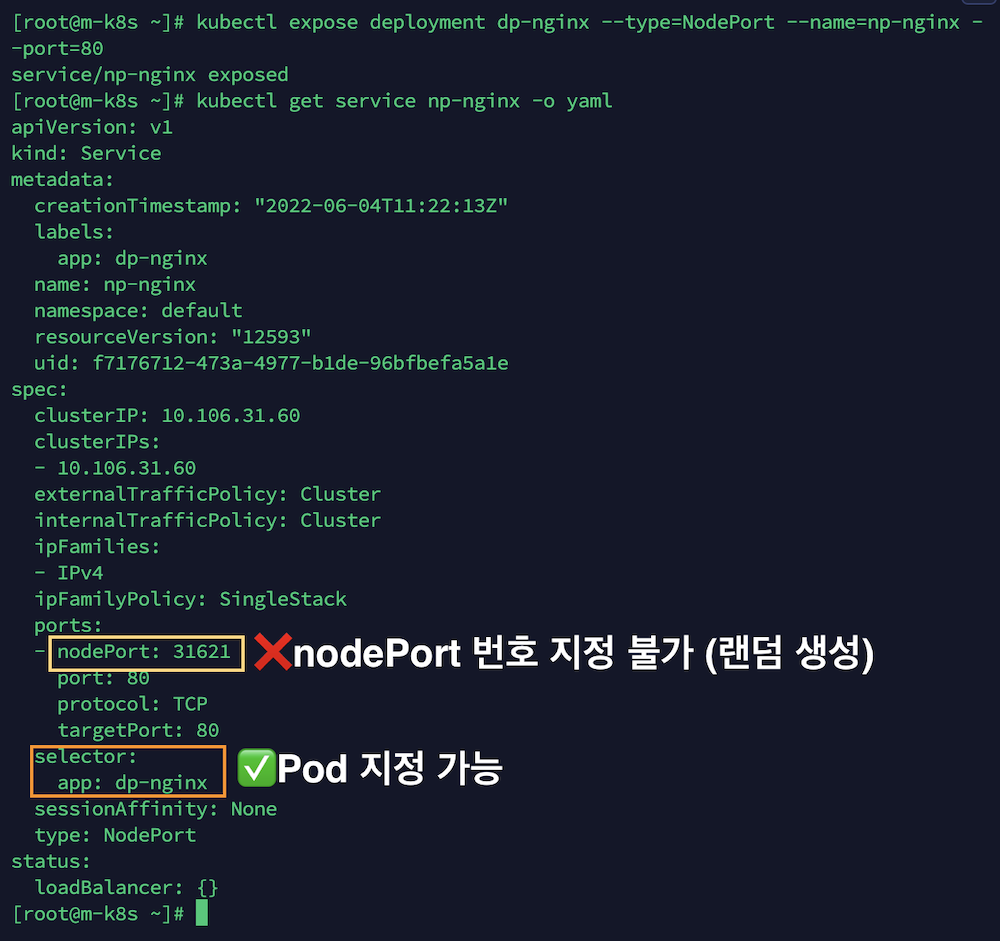 [root@m-k8s ~]# kubectl expose deployment dp-nginx --type=NodePort --name=np-nginx -
-port=80
service/np-nginx exposed
[root@m-k8s ~]# kubectl get service np-nginx -o yaml
apiVersion: v1
kind: Service
metadata:
  creationTimestamp: "2022-06-04T11:22:13Z"
  labels:
    app: dp-nginx
  name: np-nginx
  namespace: default
  resourceVersion: "12593"
  uid: f7176712-473a-4977-b1de-96bfbefa5a1e
spec:
  clusterIP: 10.106.31.60
  clusterIPs:
  - 10.106.31.60
  externalTrafficPolicy: Cluster
  internalTrafficPolicy: Cluster
  ipFamilies:
  - IPv4
  ipFamilyPolicy: SingleStack
  ports:
  - nodePort: 31621 ❌nodePort 번호 지정 불가 (랜덤 생성)
    port: 80
    protocol: TCP
    targetPort: 80
  selector:
    app: dp-nginx ✅Pod 지정 가능
  sessionAffinity: None
  type: NodePort
status:
  loadBalancer: {}
[root@m-k8s ~]#